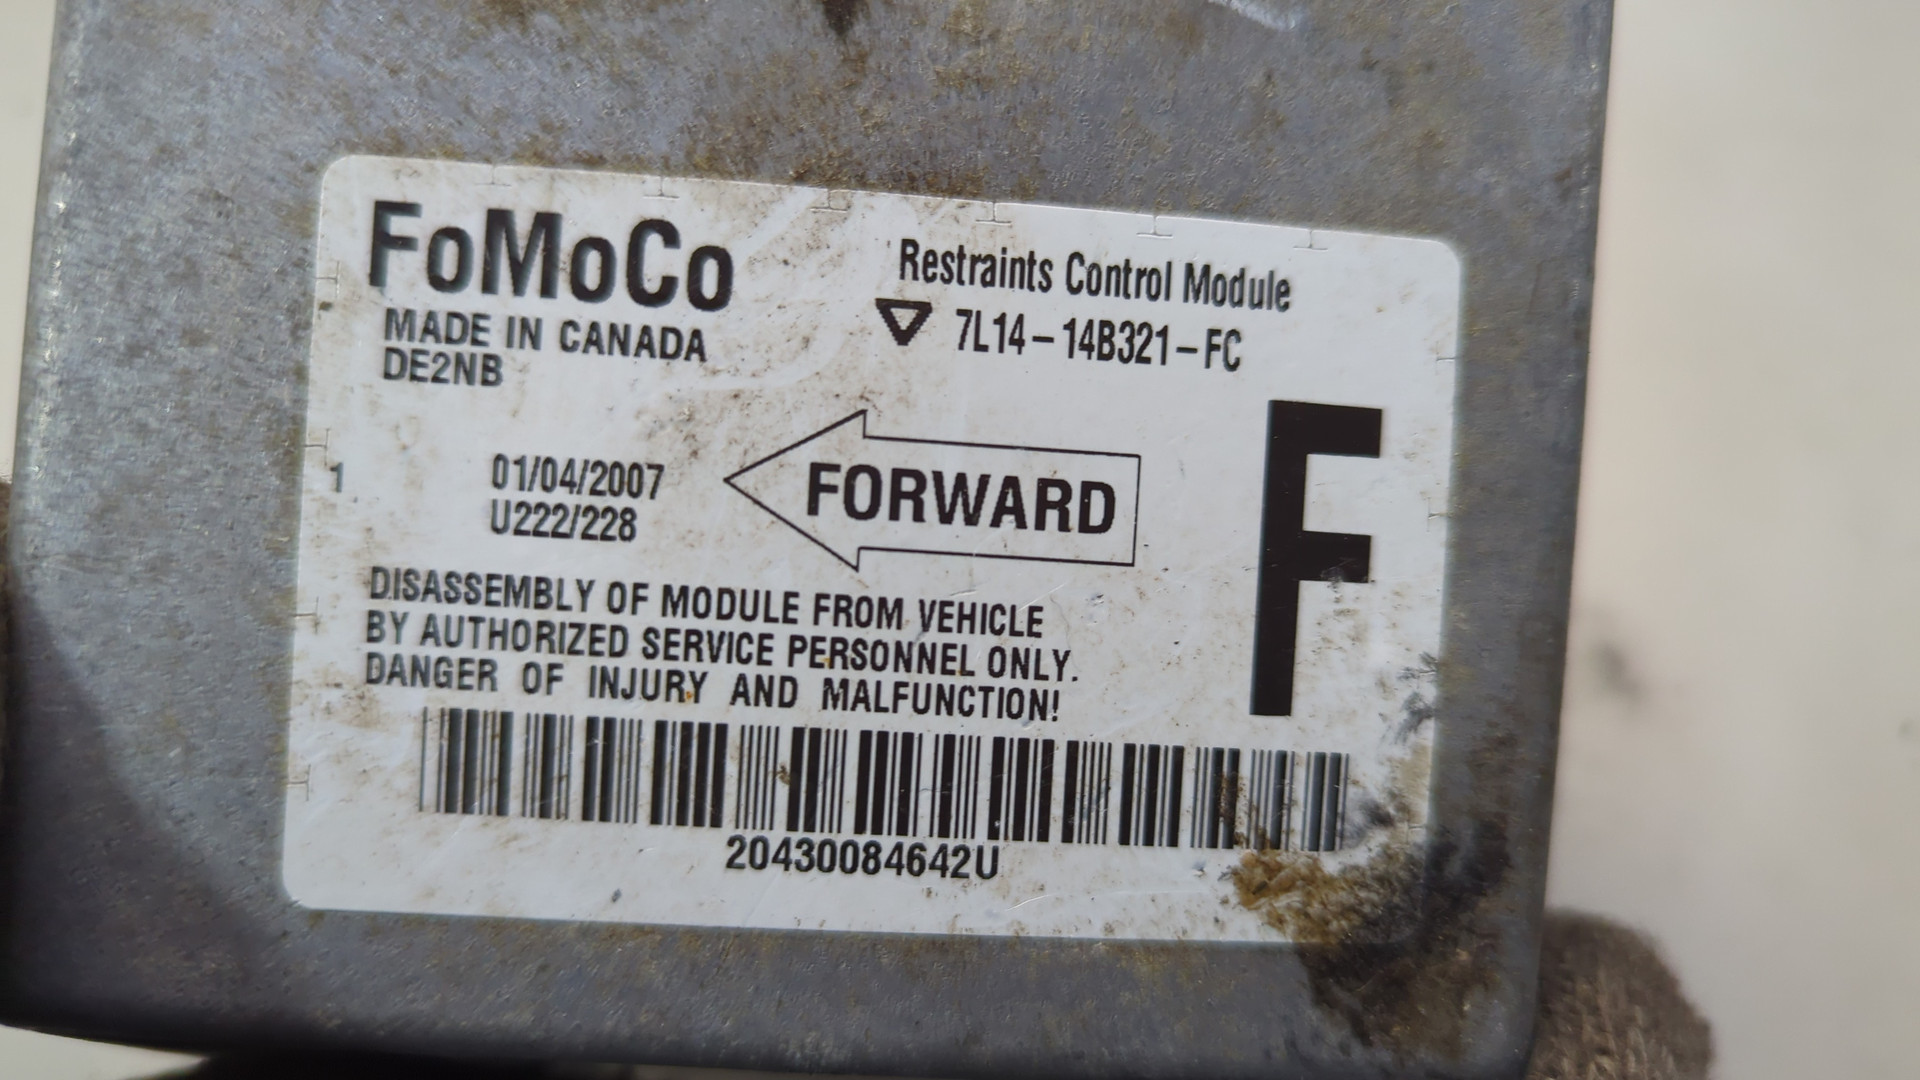 FoMoCo
MADE IN CANADA
DE2NB
Restraints Control Module
7L14-14B321-FC
F
1
01/04/2007
U222/228
FORWARD
DISASSEMBLY OF MODULE FROM VEHICLE
BY AUTHORIZED SERVICE PERSONNEL ONLY.
DANGER OF INJURY AND MALFUNCTION!
20430084642U